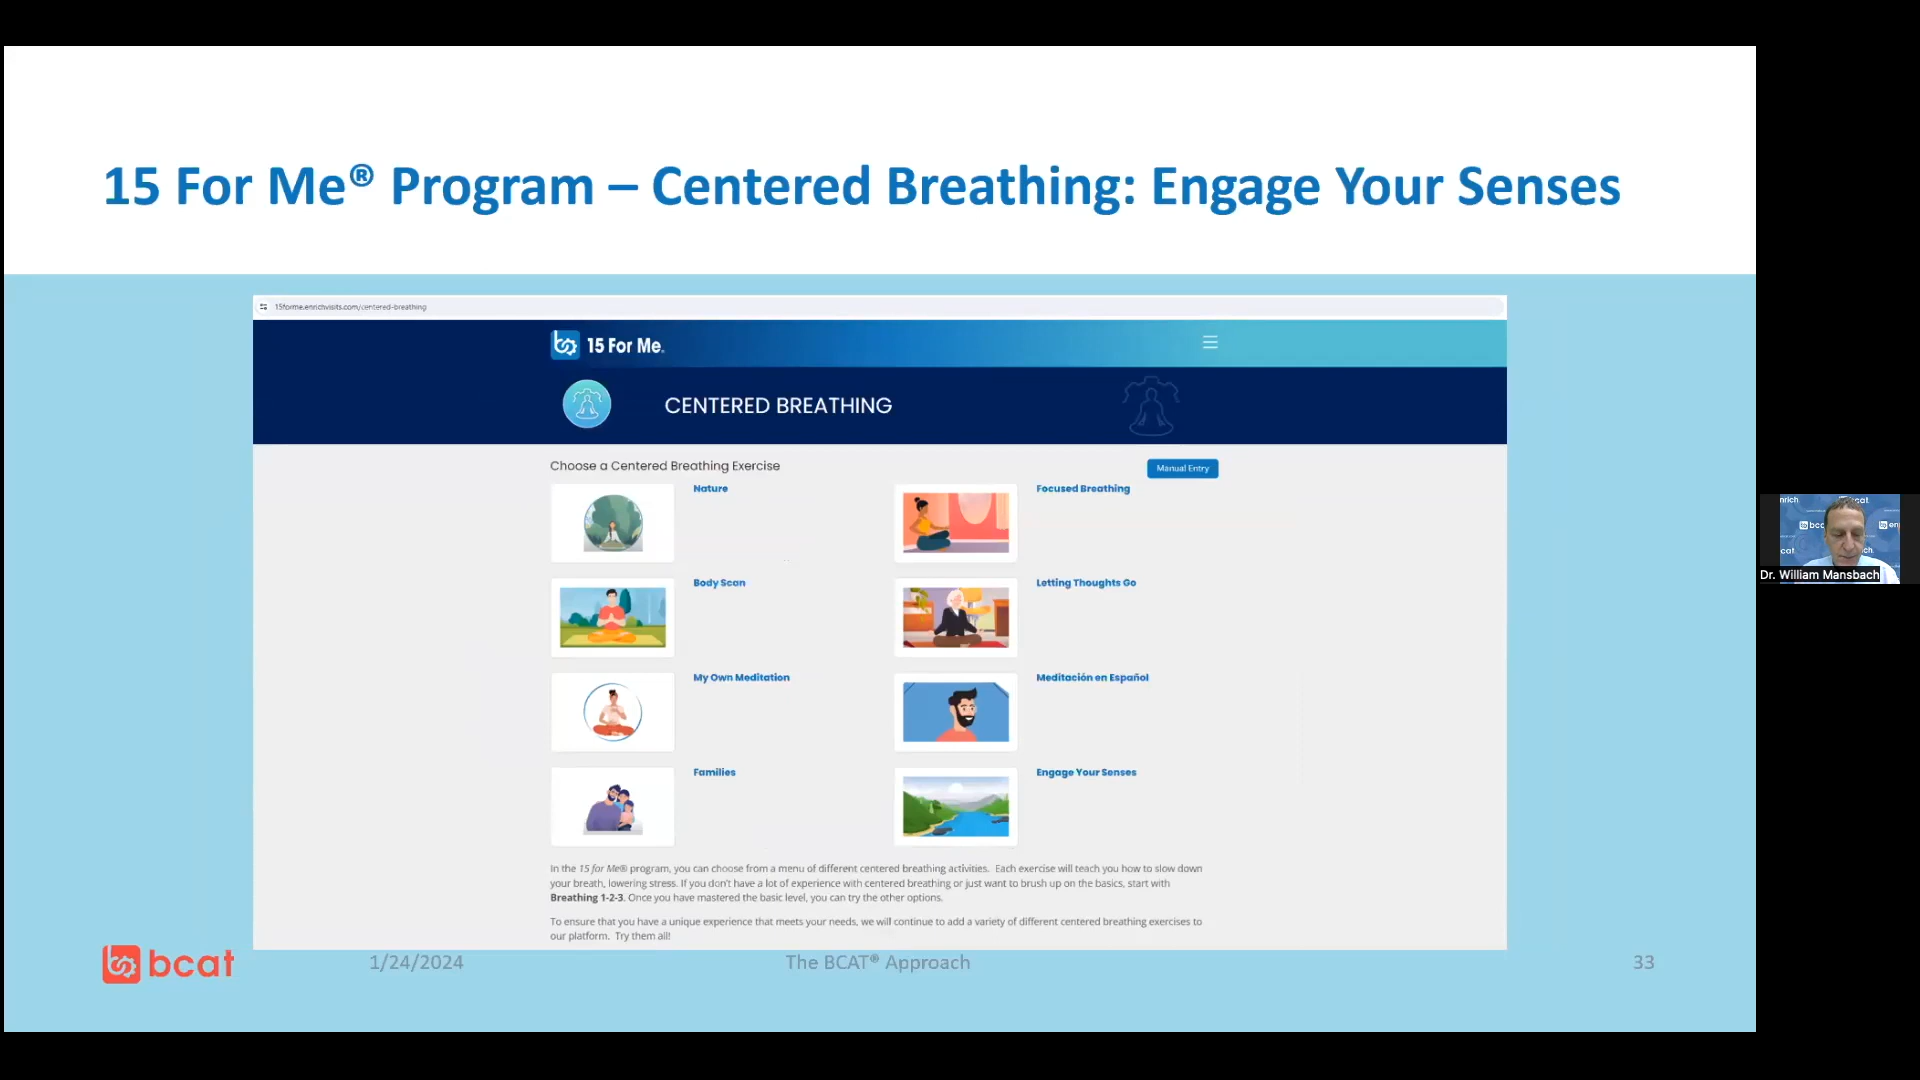 15 For Me® Program – Centered Breathing: Engage Your Senses
15forme.enrichvisits.com/centered-breathing
15 For Me.
CENTERED BREATHING
Choose a Centered Breathing Exercise
Manual Entry
Nature
Focused Breathing
Body Scan
Letting Thoughts Go
My Own Meditation
Meditación en Español
Families
Engage Your Senses
In the 15 for Me® program, you can choose from a menu of different centered breathing activities. Each exercise will teach you how to slow down
your breath, lowering stress. If you don't have a lot of experience with centered breathing or just want to brush up on the basics, start with
Breathing 1-2-3. Once you have mastered the basic level, you can try the other options.
To ensure that you have a unique experience that meets your needs, we will continue to add a variety of different centered breathing exercises to
our platform. Try them all!
bcat
1/24/2024
The BCAT® Approach
33
Dr. William Mansbach